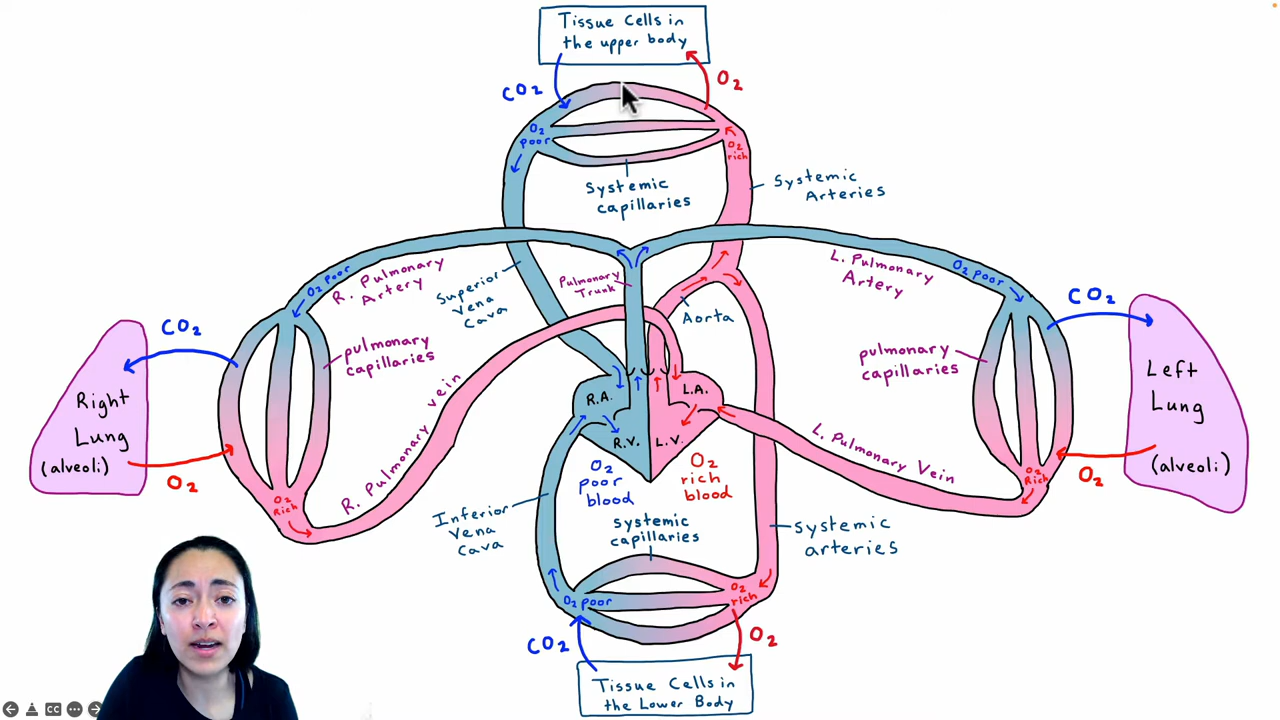 Tissue Cells in
the upper body
CO2
O2
O2
poor
O2
rich
Systemic
capillaries
Systemic
Arteries
O2 Poor
R. Pulmonary
Artery
Superior
Vena
Cava
Pulmonary
Trunk
Aorta
L. Pulmonary
Artery
O2 Poor
CO2
CO2
pulmonary
capillaries
pulmonary
capillaries
Right
Lung
(alveoli)
O2
Left
Lung
(alveoli)
O2
R.A.
L.A.
R.V.
L.V.
R. Pulmonary vein
L. Pulmonary Vein
O2
Rich
O2
Rich
O2
poor
blood
O2
rich
blood
Inferior
Vena
Cava
systemic
capillaries
systemic
arteries
O2 poor
O2
rich
CO2
O2
Tissue Cells in
the Lower Body
CC